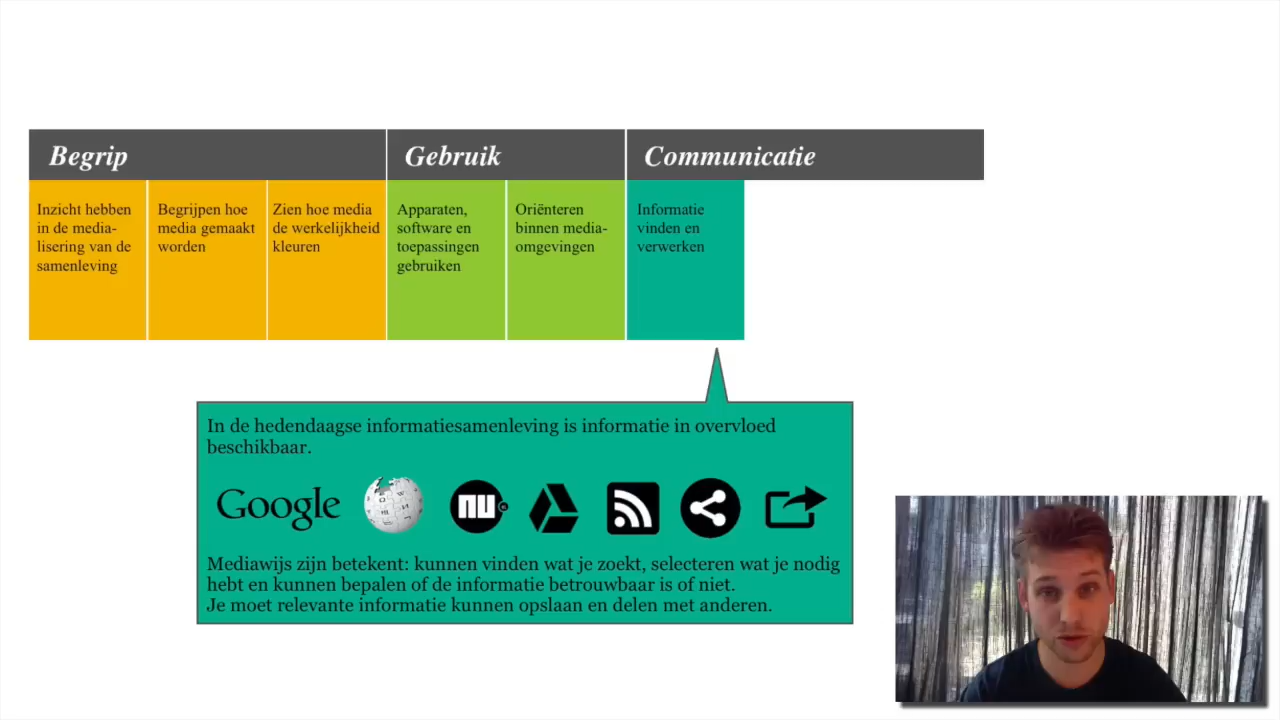 Begrip
Gebruik
Communicatie
Inzicht hebben
in de media-
lisering van de
samenleving
Begrijpen hoe
media gemaakt
worden
Zien hoe media
de werkelijkheid
kleuren
Apparaten,
software en
toepassingen
gebruiken
Oriënteren
binnen media-
omgevingen
Informatie
vinden en
verwerken
In de hedendaagse informatiesamenleving is informatie in overvloed
beschikbaar.
Google
nu
Mediawijs zijn betekent: kunnen vinden wat je zoekt, selecteren wat je nodig
hebt en kunnen bepalen of de informatie betrouwbaar is of niet.
Je moet relevante informatie kunnen opslaan en delen met anderen.